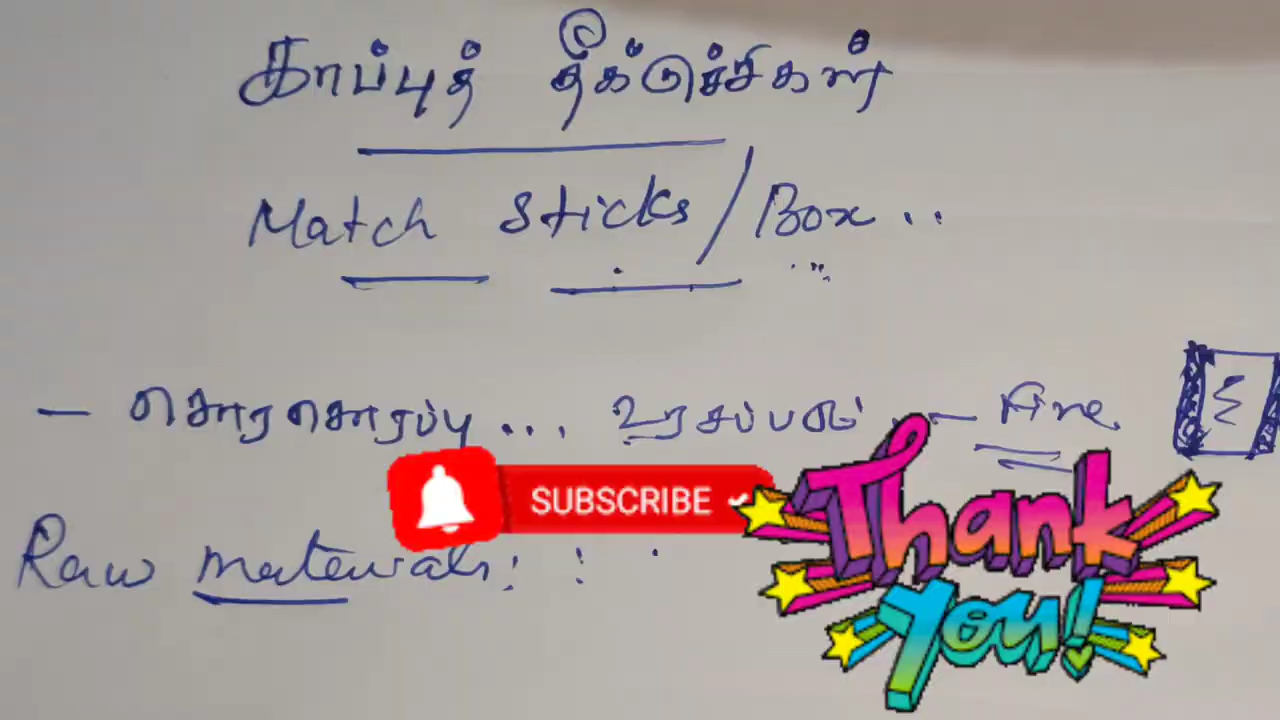 காப்புத் தீக்குச்சிகள்
Match Sticks/Box ..
– சொரசொரப்பு ... உரசப்படும் – Fire
SUBSCRIBE
Raw materials: :
Thank you!